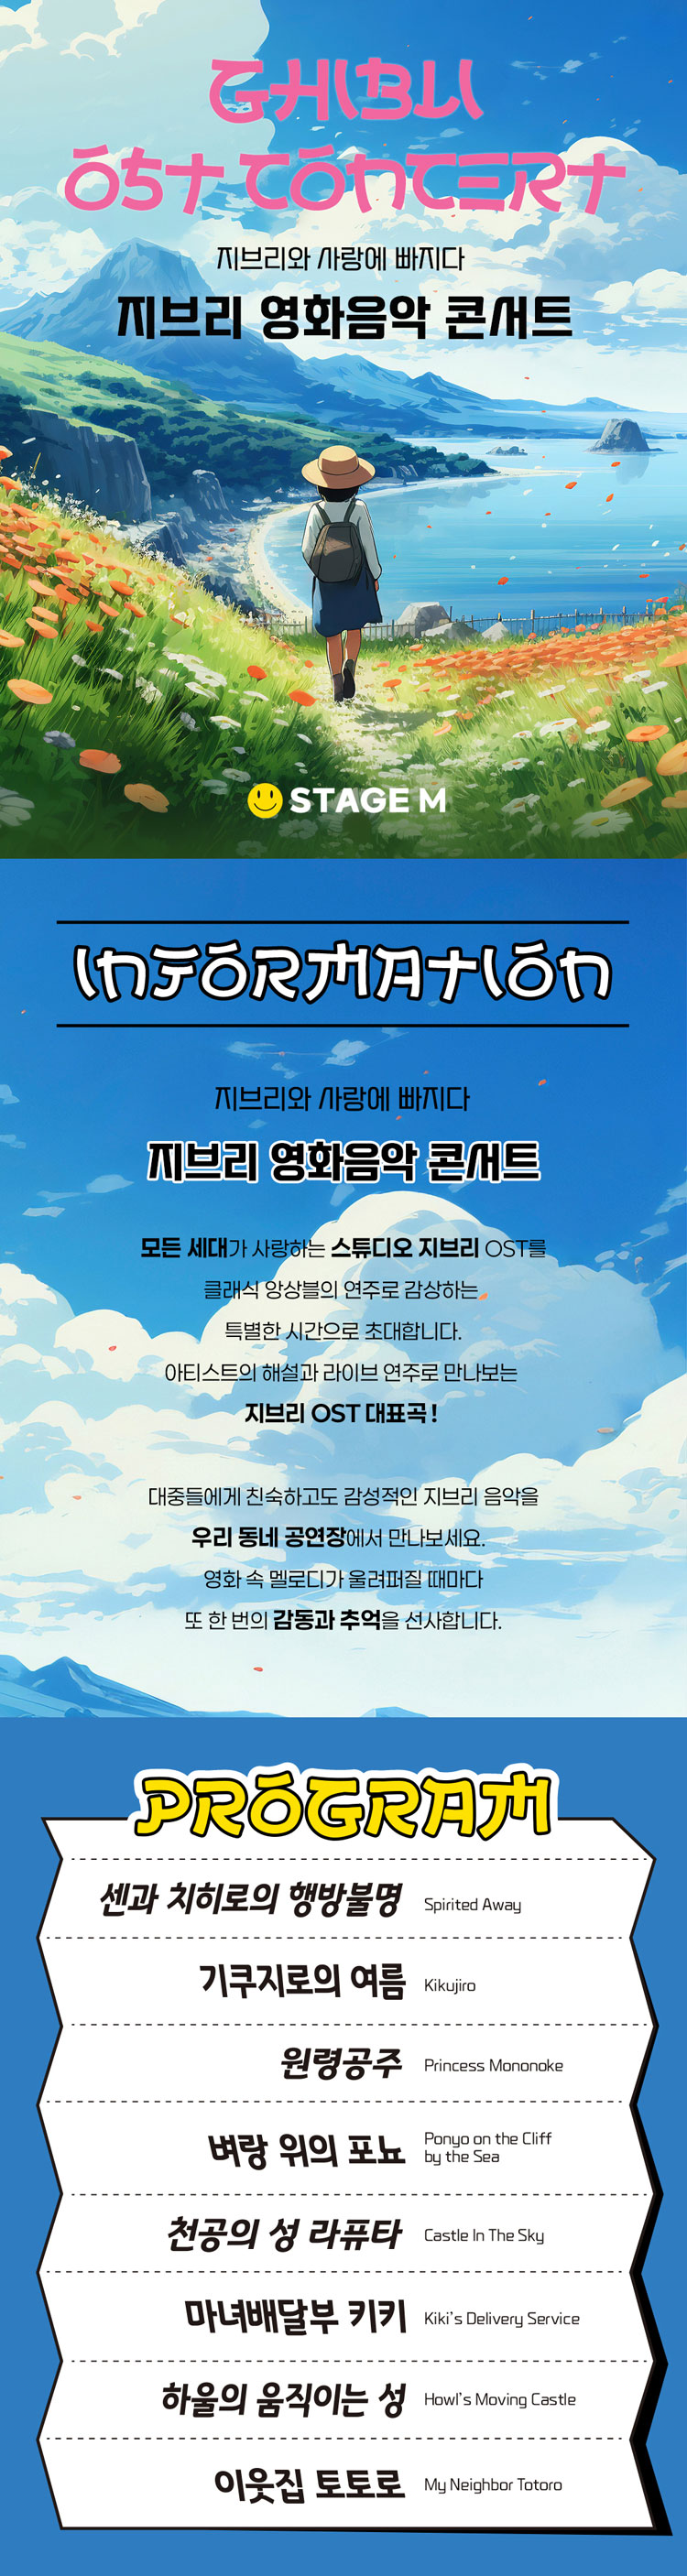 GHIBLI
OST CONCERT
지브리와 사랑에 빠지다
지브리 영화음악 콘서트
STAGE M
INFORMATION
지브리와 사랑에 빠지다
지브리 영화음악 콘서트
모든 세대가 사랑하는 스튜디오 지브리 OST를
클래식 앙상블의 연주로 감상하는
특별한 시간으로 초대합니다.
아티스트의 해설과 라이브 연주로 만나보는
지브리 OST 대표곡!
대중들에게 친숙하고도 감성적인 지브리 음악을
우리 동네 공연장에서 만나보세요.
영화 속 멜로디가 울려퍼질 때마다
또 한 번의 감동과 추억을 선사합니다.
PROGRAM
센과 치히로의 행방불명 Spirited Away
기쿠지로의 여름 Kikujiro
원령공주 Princess Mononoke
벼랑 위의 포뇨 Ponyo on the Cliff
by the Sea
천공의 성 라퓨타 Castle In The Sky
마녀배달부 키키 Kiki's Delivery Service
하울의 움직이는 성 Howl's Moving Castle
이웃집 토토로 My Neighbor Totoro